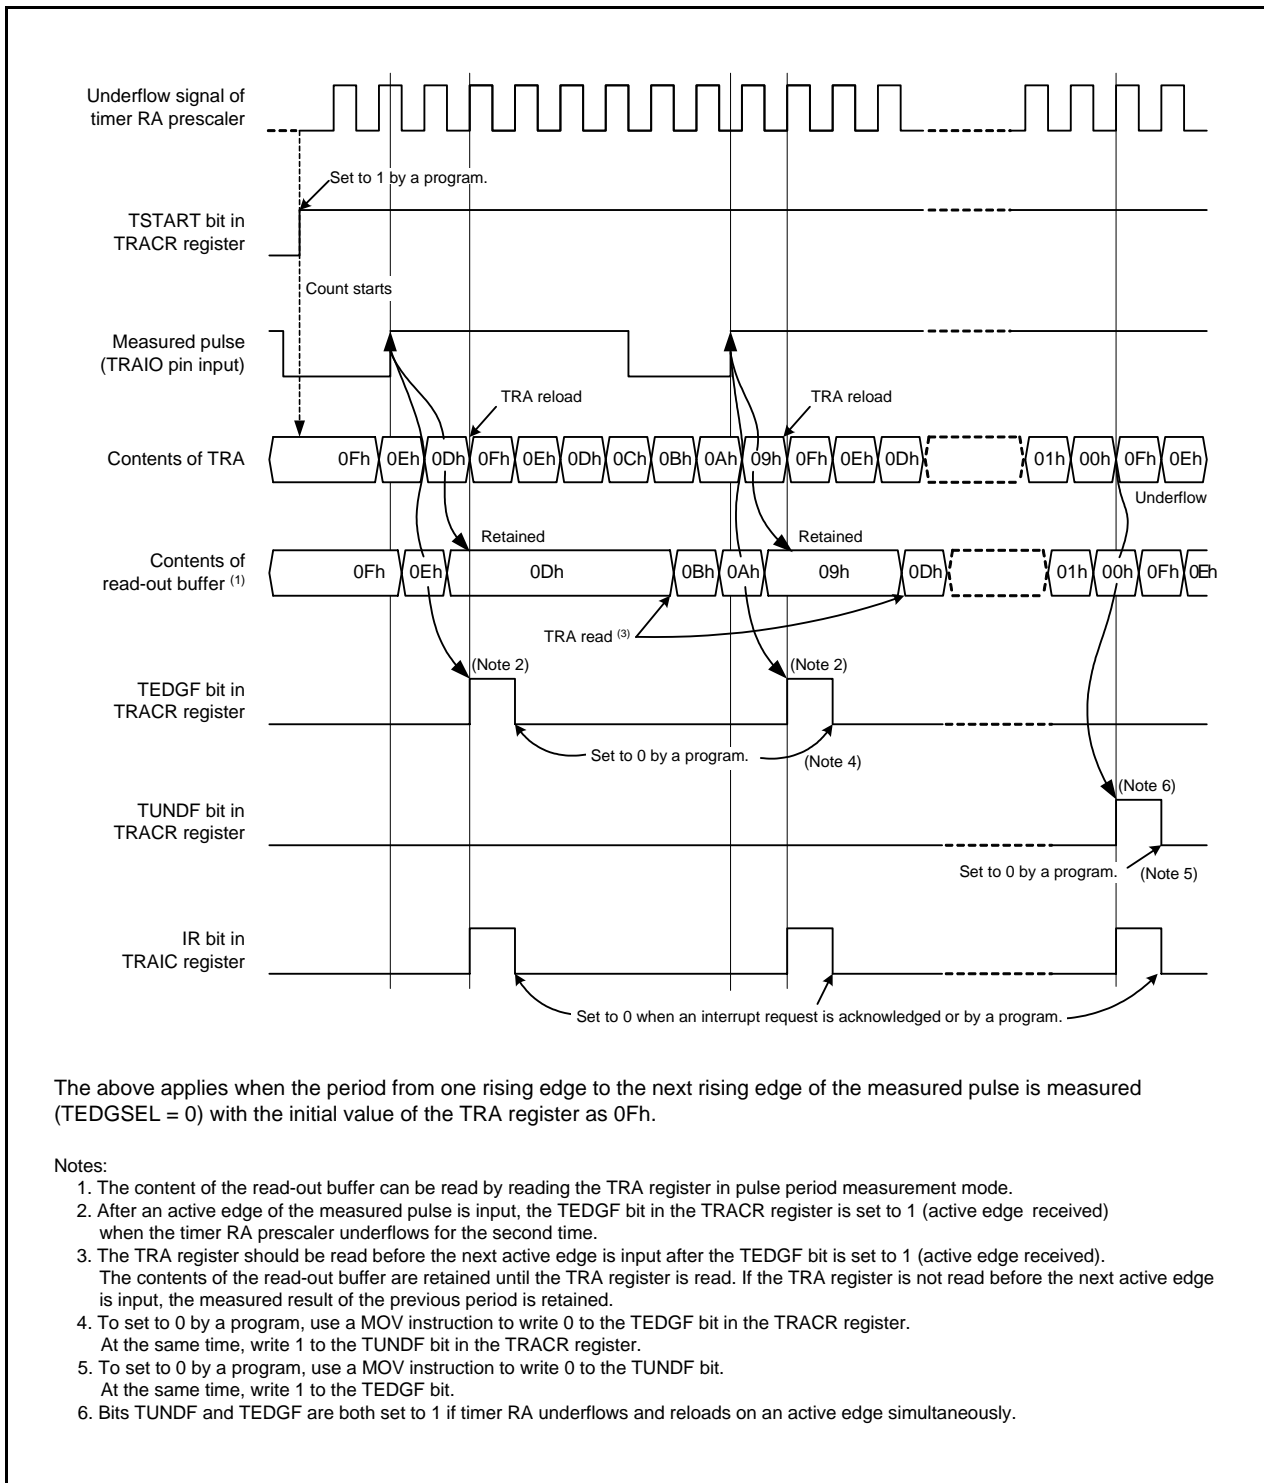 Underflow signal of
timer RA prescaler
Set to 1 by a program.
TSTART bit in
TRACR register
Count starts
Measured pulse
(TRAIO pin input)
TRA reload
TRA reload
Contents of TRA
0Fh 0Eh 0Dh 0Fh 0Eh 0Dh 0Ch 0Bh 0Ah 09h 0Fh 0Eh 0Dh 01h 00h 0Fh 0Eh
Underflow
Retained
Retained
Contents of
read-out buffer (1)
0Fh 0Eh 0Dh 0Bh 0Ah 09h 0Dh 01h 00h 0Fh 0Eh
TRA read (3)
(Note 2)
(Note 2)
TEDGF bit in
TRACR register
Set to 0 by a program.
(Note 4)
(Note 6)
TUNDF bit in
TRACR register
Set to 0 by a program.
(Note 5)
IR bit in
TRAIC register
Set to 0 when an interrupt request is acknowledged or by a program.
The above applies when the period from one rising edge to the next rising edge of the measured pulse is measured
(TEDGSEL = 0) with the initial value of the TRA register as 0Fh.
Notes:
1. The content of the read-out buffer can be read by reading the TRA register in pulse period measurement mode.
2. After an active edge of the measured pulse is input, the TEDGF bit in the TRACR register is set to 1 (active edge received)
when the timer RA prescaler underflows for the second time.
3. The TRA register should be read before the next active edge is input after the TEDGF bit is set to 1 (active edge received).
The contents of the read-out buffer are retained until the TRA register is read. If the TRA register is not read before the next active edge
is input, the measured result of the previous period is retained.
4. To set to 0 by a program, use a MOV instruction to write 0 to the TEDGF bit in the TRACR register.
At the same time, write 1 to the TUNDF bit in the TRACR register.
5. To set to 0 by a program, use a MOV instruction to write 0 to the TUNDF bit.
At the same time, write 1 to the TEDGF bit.
6. Bits TUNDF and TEDGF are both set to 1 if timer RA underflows and reloads on an active edge simultaneously.